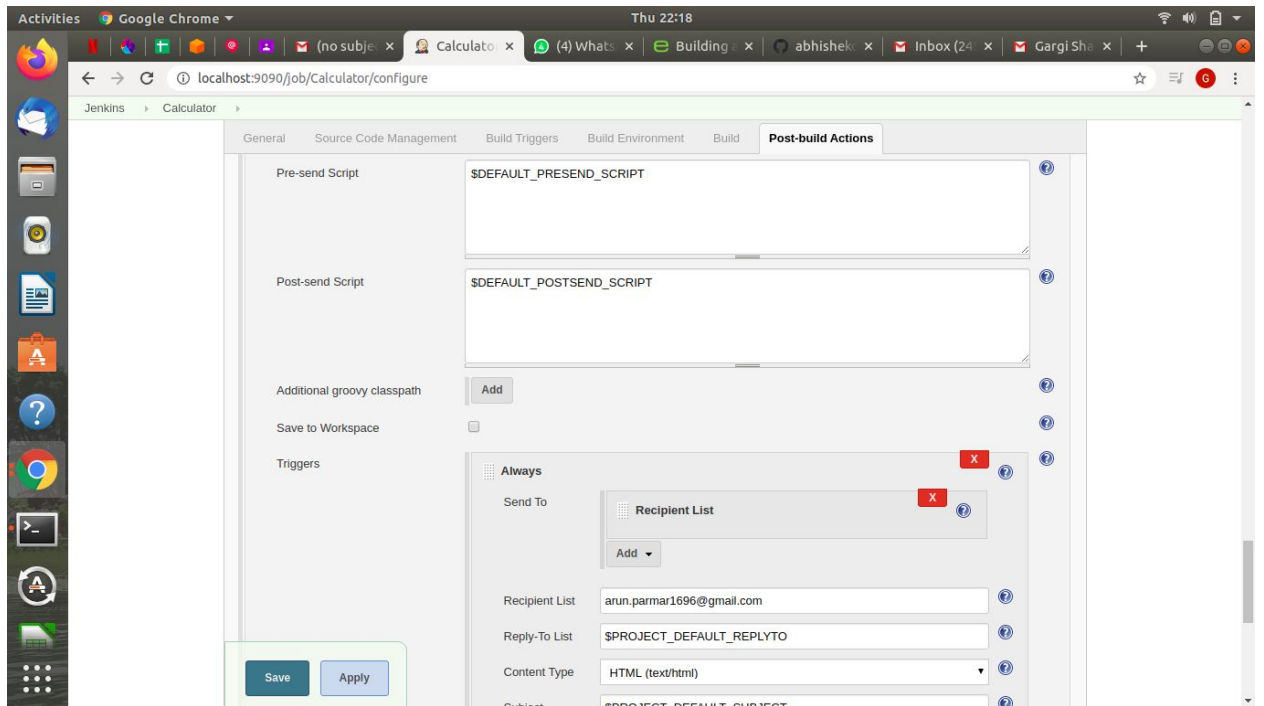 Activities Google Chrome ▾ Thu 22:18
(no subje Calculato (4) Whats Building a abhisheko Inbox (24 Gargi Sha
localhost:9090/job/Calculator/configure G
Jenkins Calculator
General Source Code Management Build Triggers Build Environment Build Post-build Actions
Pre-send Script $DEFAULT_PRESEND_SCRIPT
Post-send Script $DEFAULT_POSTSEND_SCRIPT
Additional groovy classpath Add
Save to Workspace
Triggers Always X
Send To Recipient List X
Add
Recipient List arun.parmar1696@gmail.com
Reply-To List $PROJECT_DEFAULT_REPLYTO
Content Type HTML (text/html)
Save Apply
Subject $PROJECT_DEFAULT_SUBJECT